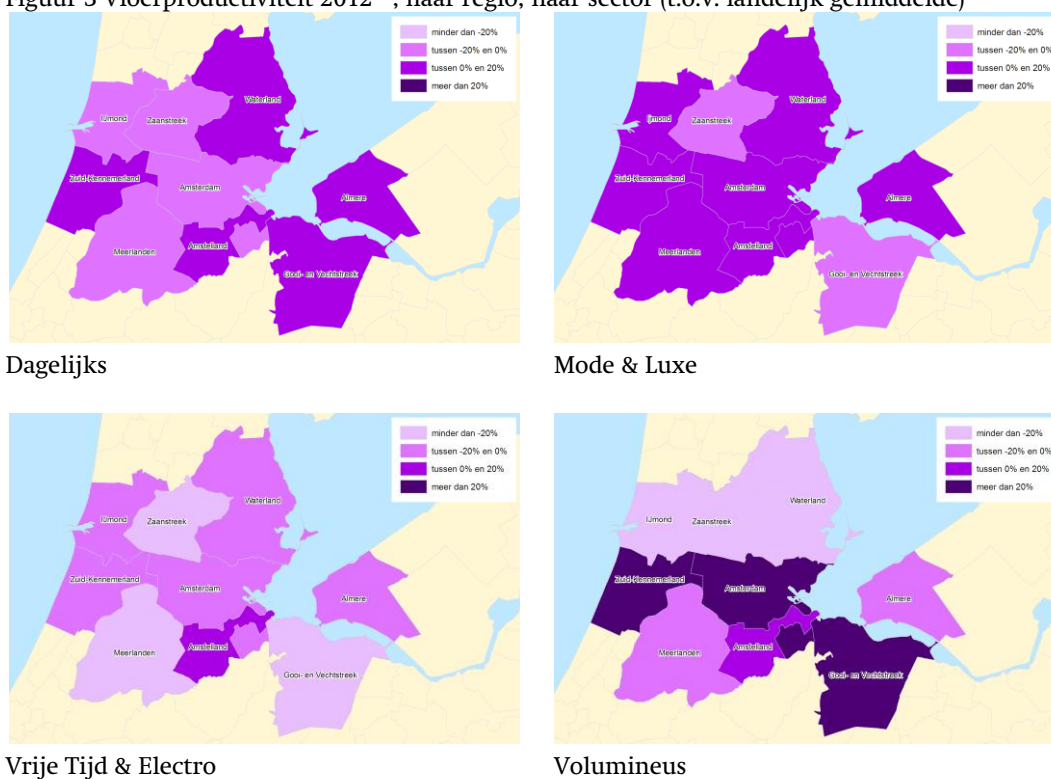 Figuur 3 Vloerproductiviteit 2012 , naar regio, naar sector (t.o.v. landelijk gemiddelde)
minder dan -20%
tussen -20% en 0%
tussen 0% en 20%
meer dan 20%
Waterland
IJmond
Zaanstreek
Zuid-Kennemerland
Amsterdam
Almere
Meerlanden
Amstelland
Gooi- en Vechtstreek
Dagelijks
minder dan -20%
tussen -20% en 0%
tussen 0% en 20%
meer dan 20%
Waterland
IJmond
Zaanstreek
Zuid-Kennemerland
Amsterdam
Almere
Meerlanden
Amstelland
Gooi- en Vechtstreek
Mode & Luxe
minder dan -20%
tussen -20% en 0%
tussen 0% en 20%
meer dan 20%
Waterland
IJmond
Zaanstreek
Zuid-Kennemerland
Amsterdam
Almere
Meerlanden
Amstelland
Gooi- en Vechtstreek
Vrije Tijd & Electro
minder dan -20%
tussen -20% en 0%
tussen 0% en 20%
meer dan 20%
Waterland
IJmond
Zaanstreek
Zuid-Kennemerland
Amsterdam
Almere
Meerlanden
Amstelland
Gooi- en Vechtstreek
Volumineus